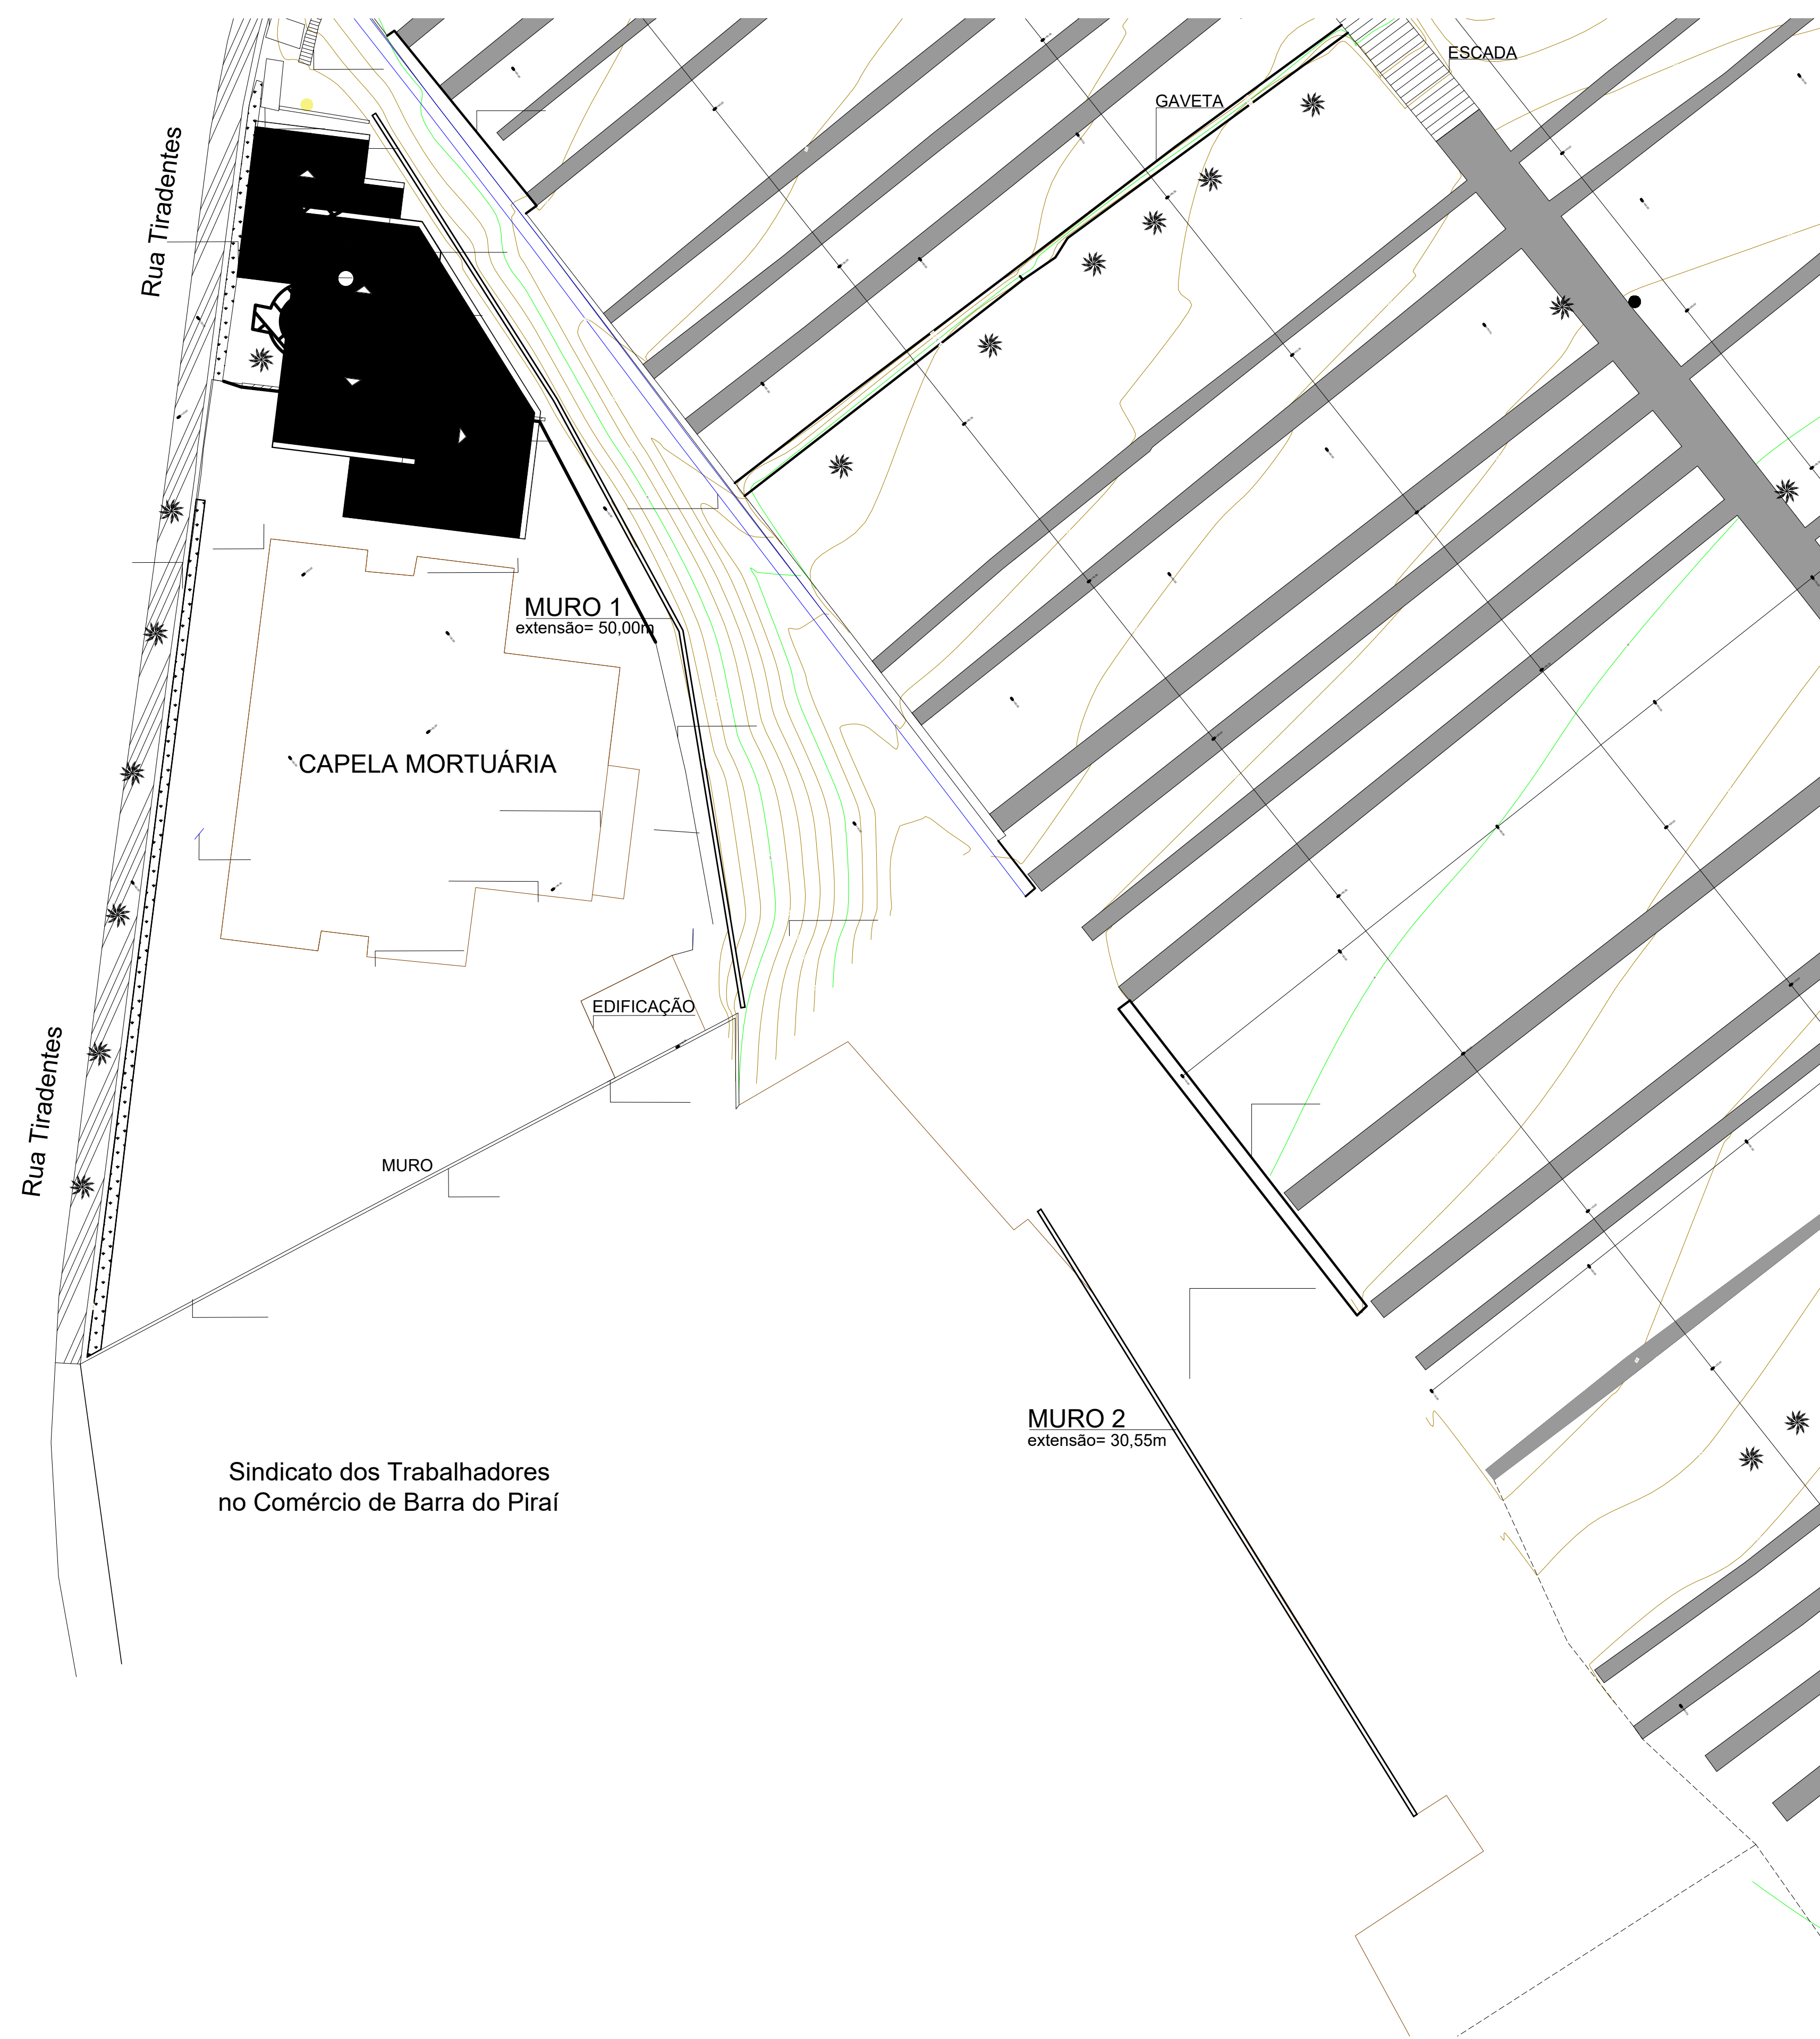 ESCADA
GAVETA
Rua Tiradentes
MURO 1
extensão= 50,00m
CAPELA MORTUÁRIA
EDIFICAÇÃO
Rua Tiradentes
MURO
MURO 2
extensão= 30,55m
Sindicato dos Trabalhadores
no Comércio de Barra do Piraí